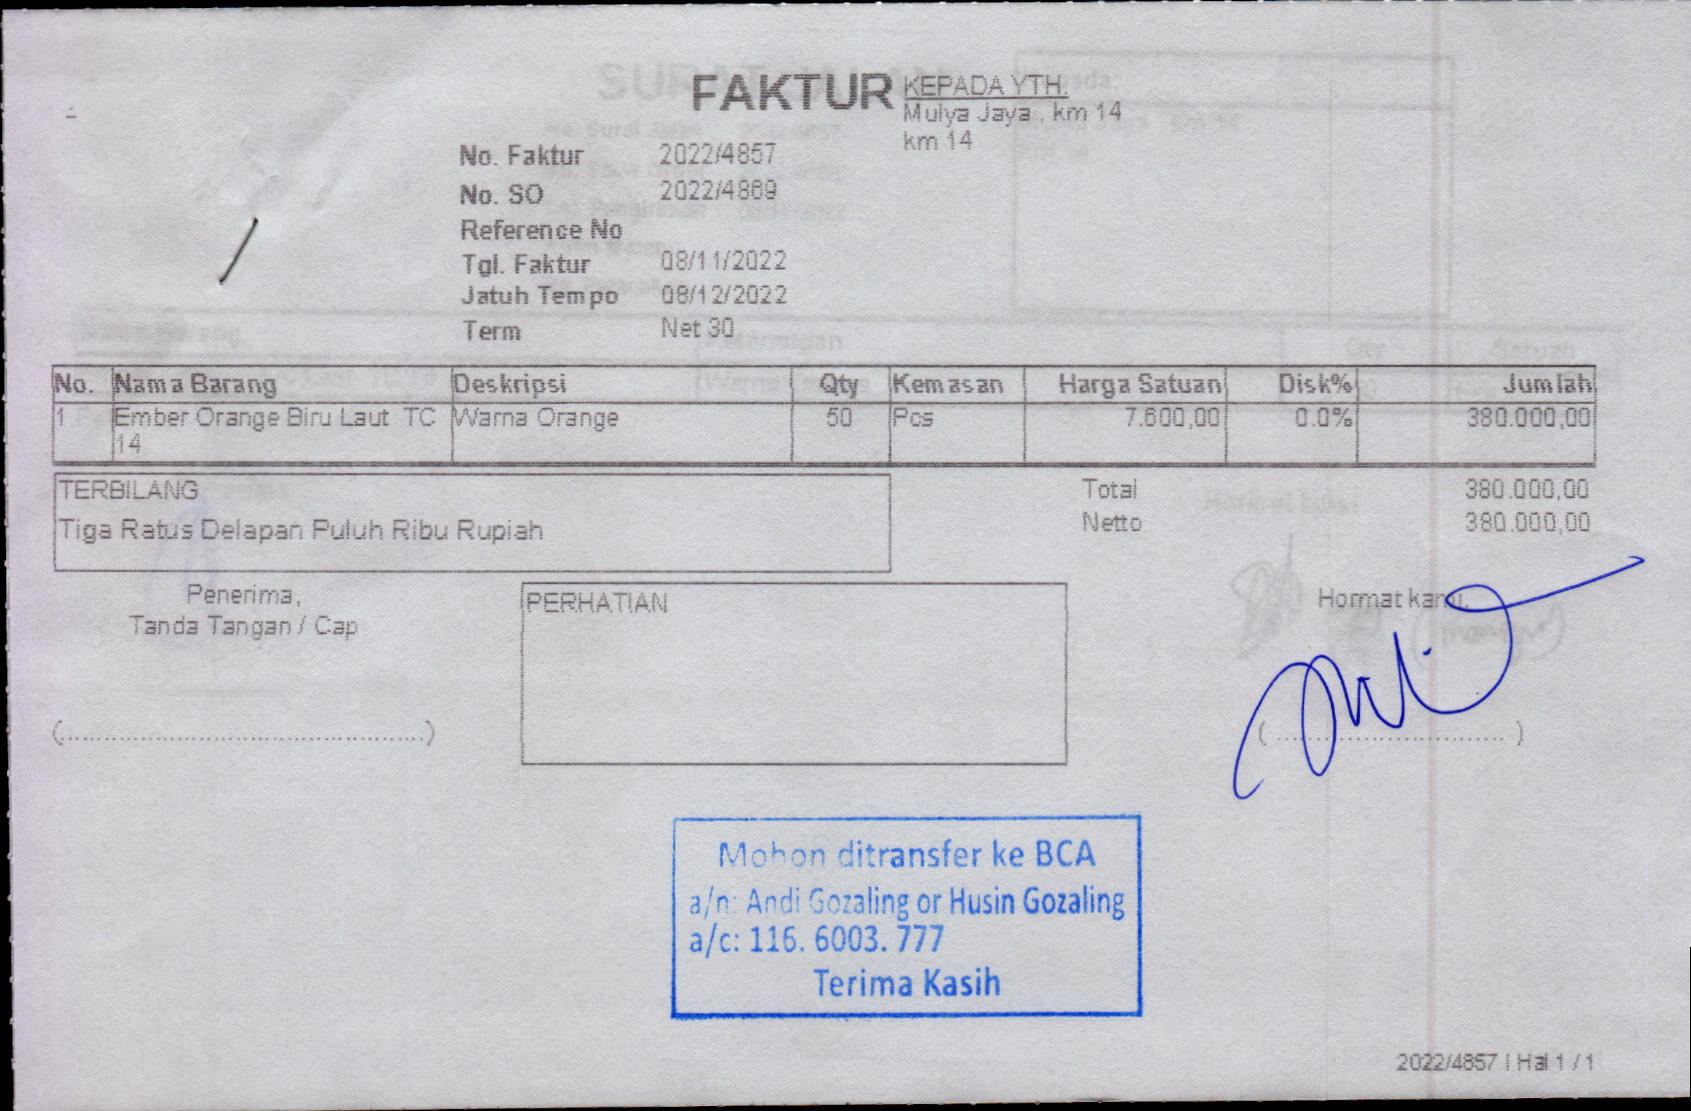 FAKTUR
KEPADA YTH:
Mulya Jaya , km 14
km 14
No. Faktur 2022/4857
No. SO 2022/4869
Reference No
Tgl. Faktur 08/11/2022
Jatuh Tempo 08/12/2022
Term Net 30
No. Nama Barang Deskripsi Qty Kemasan Harga Satuan Disk% Jumlah
1 Ember Orange Biru Laut TC Warna Orange 50 Pcs 7.600,00 0.0% 380.000,00
14
TERBILANG
Tiga Ratus Delapan Puluh Ribu Rupiah
Total 380.000,00
Netto 380.000,00
Penerima,
Tanda Tangan / Cap
PERHATIAN
Hormat kami,
(............................................) (............................)
Mohon ditransfer ke BCA
a/n: Andi Gozaling or Husin Gozaling
a/c: 116. 6003. 777
Terima Kasih
2022/4857 | Hal 1 / 1